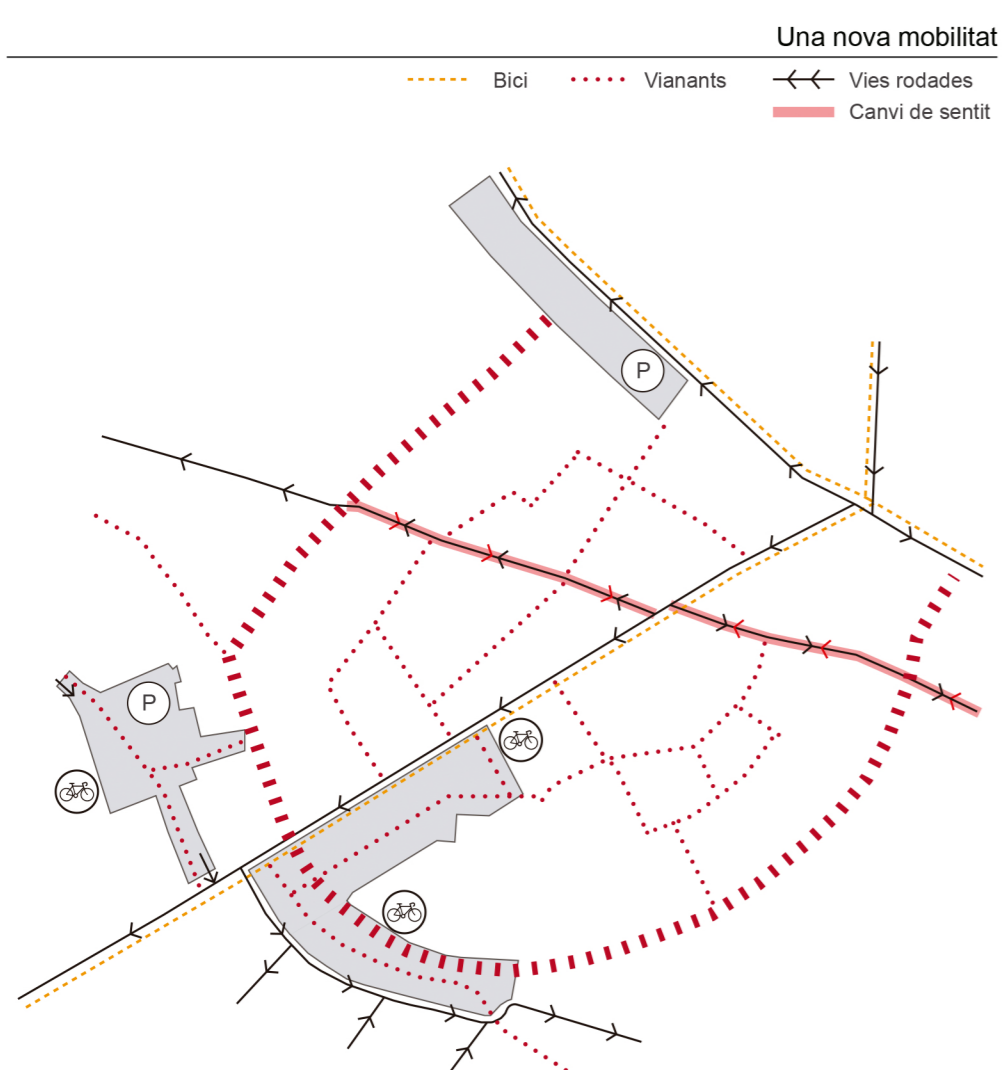 Una nova mobilitat
Bici
Vianants
Vies rodades
Canvi de sentit
P
P